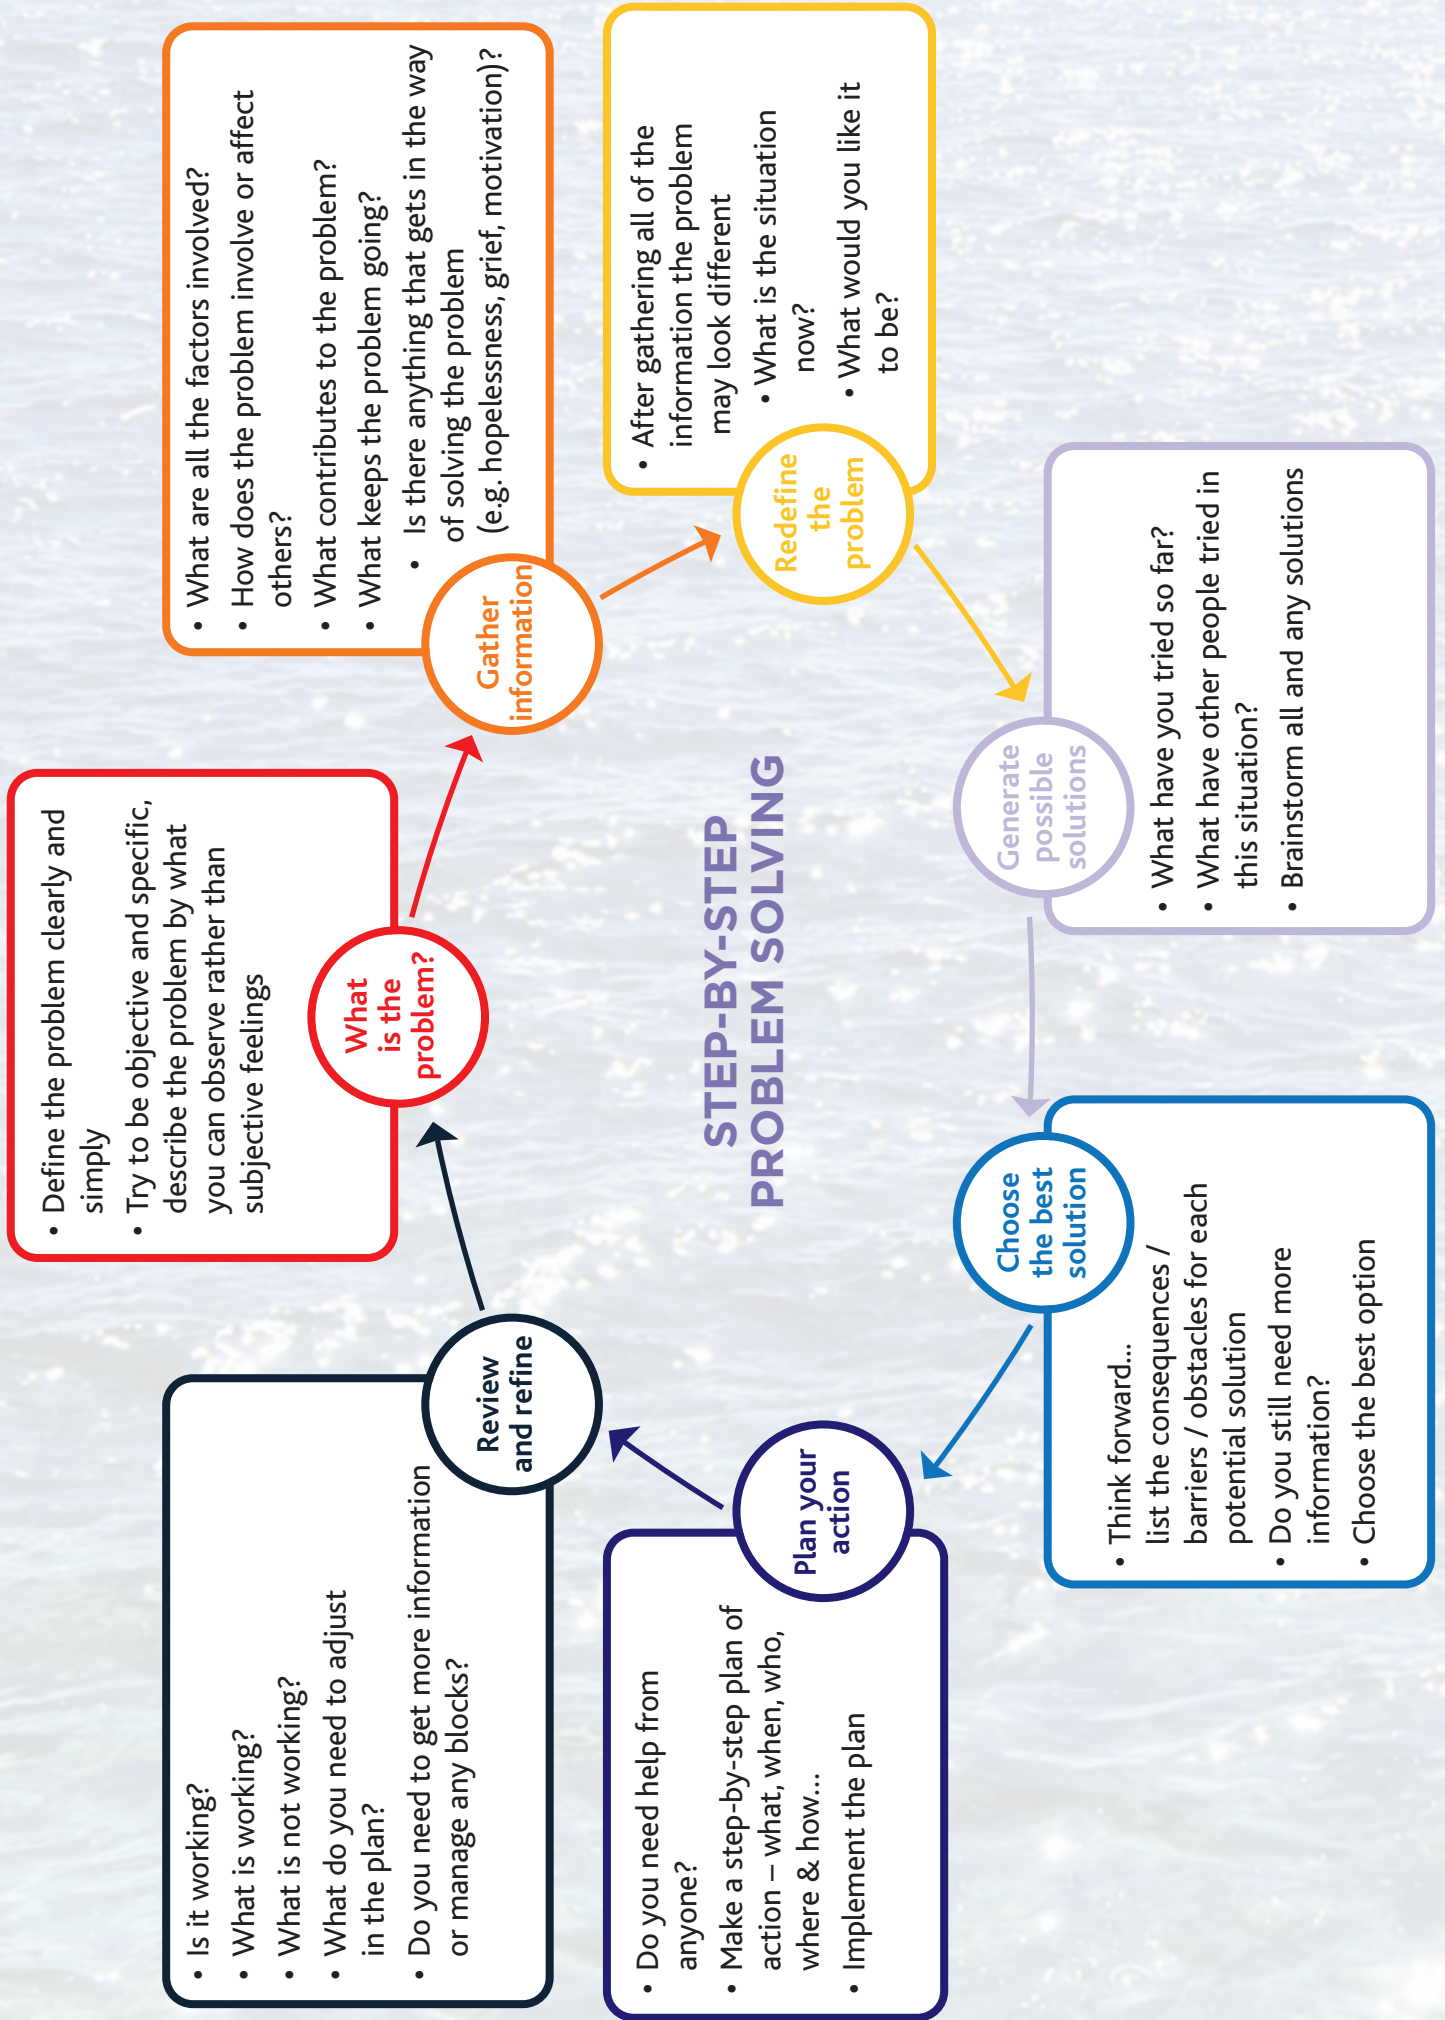 STEP-BY-STEP
PROBLEM SOLVING
What
is the
problem?
• Define the problem clearly and
simply
• Try to be objective and specific,
describe the problem by what
you can observe rather than
subjective feelings
Gather
information
• What are all the factors involved?
• How does the problem involve or affect
others?
• What contributes to the problem?
• What keeps the problem going?
• Is there anything that gets in the way
of solving the problem
(e.g. hopelessness, grief, motivation)?
Redefine
the
problem
• After gathering all of the
information the problem
may look different
• What is the situation
now?
• What would you like it
to be?
Generate
possible
solutions
• What have you tried so far?
• What have other people tried in
this situation?
• Brainstorm all and any solutions
Choose
the best
solution
• Think forward...
list the consequences /
barriers / obstacles for each
potential solution
• Do you still need more
information?
• Choose the best option
Plan your
action
• Do you need help from
anyone?
• Make a step-by-step plan of
action – what, when, who,
where & how...
• Implement the plan
Review
and refine
• Is it working?
• What is working?
• What is not working?
• What do you need to adjust
in the plan?
• Do you need to get more information
or manage any blocks?